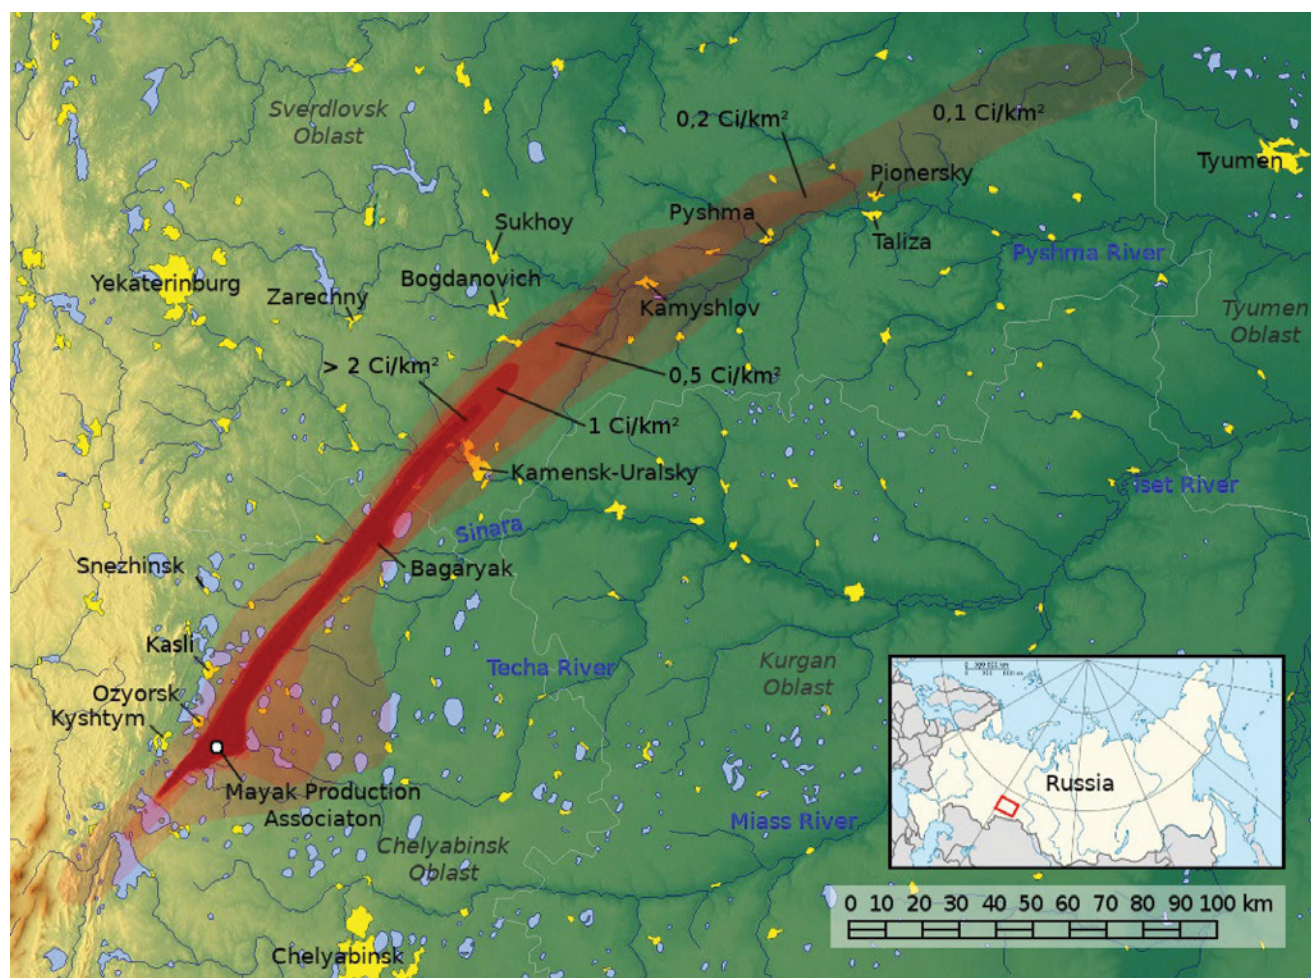 Sverdlovsk
Oblast
0,2 Ci/km²
0,1 Ci/km²
Tyumen
Pionersky
Pyshma
Sukhoy
Taliza
Pyshma River
Yekaterinburg
Zarechny
Bogdanovich
Kamyshlov
Tyumen
Oblast
> 2 Ci/km²
0,5 Ci/km²
1 Ci/km²
Kamensk-Uralsky
Iset River
Sinara
Snezhinsk
Bagaryak
Kasli
Techa River
Kurgan
Oblast
Ozyorsk
Kyshtym
Mayak Production
Associaton
Russia
Miass River
Chelyabinsk
Oblast
0 10 20 30 40 50 60 70 80 90 100 km
Chelyabinsk